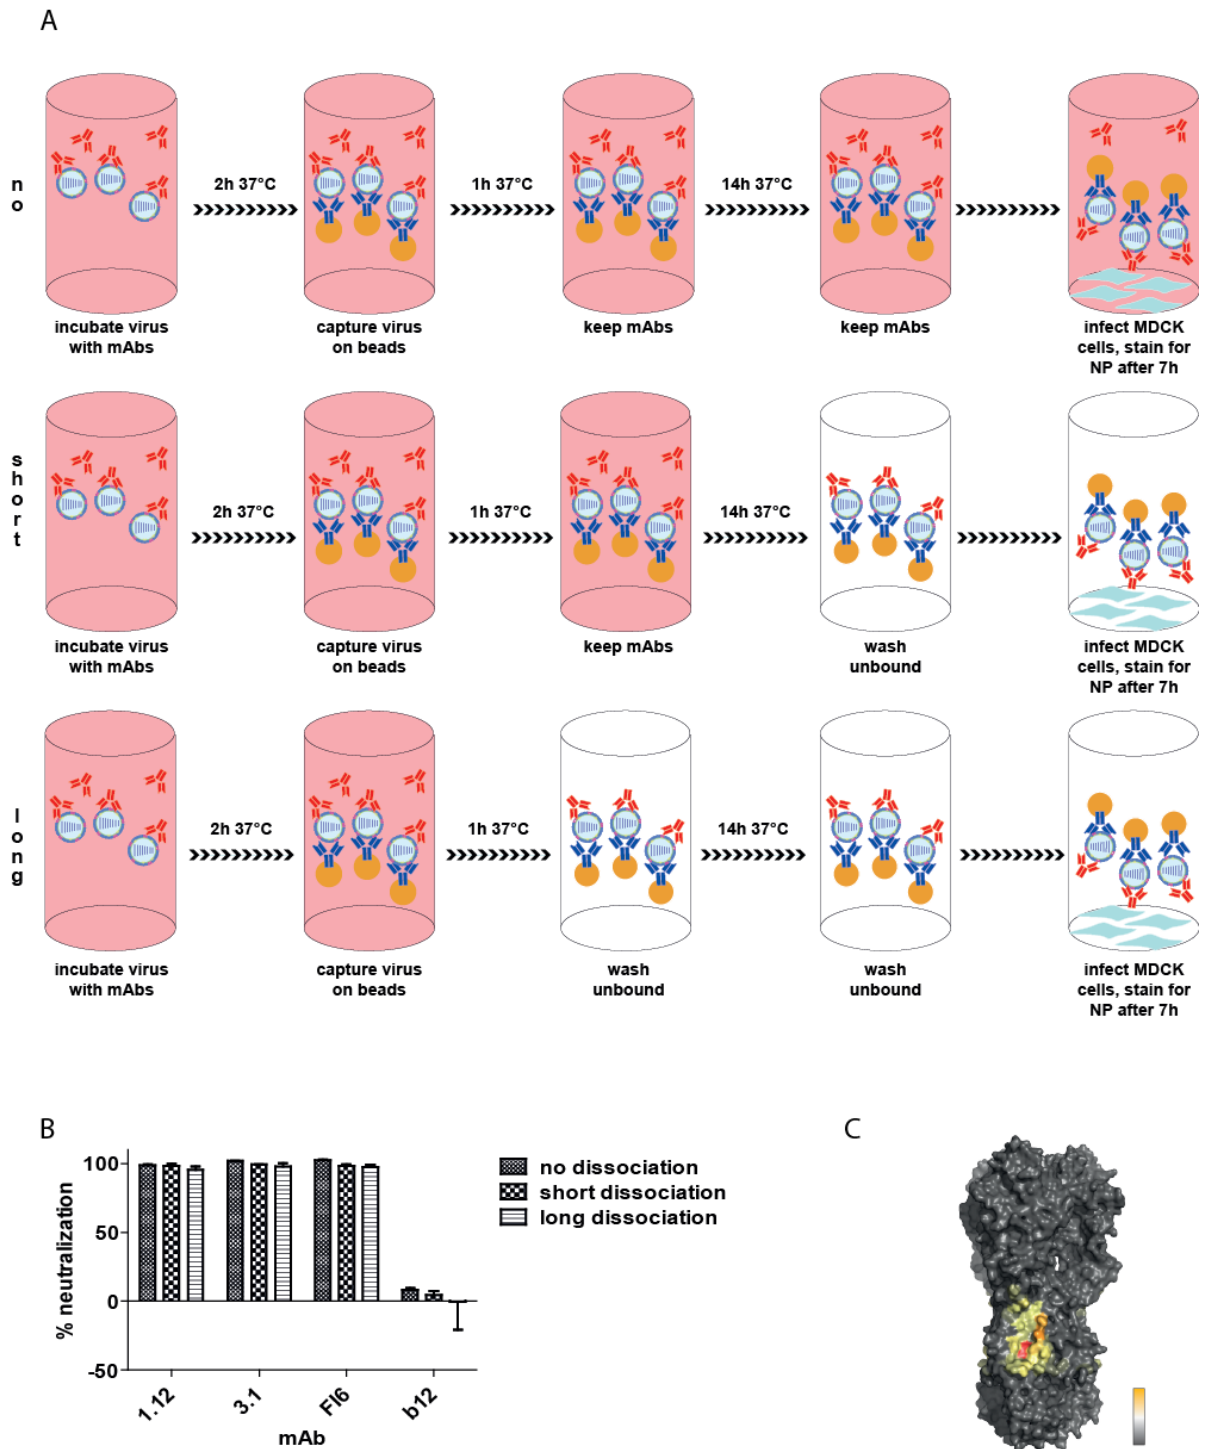 A
no
2h 37°C
1h 37°C
14h 37°C
incubate virus
with mAbs
capture virus
on beads
keep mAbs
keep mAbs
infect MDCK
cells, stain for
NP after 7h
short
2h 37°C
1h 37°C
14h 37°C
incubate virus
with mAbs
capture virus
on beads
keep mAbs
wash
unbound
infect MDCK
cells, stain for
NP after 7h
long
2h 37°C
1h 37°C
14h 37°C
incubate virus
with mAbs
capture virus
on beads
wash
unbound
wash
unbound
infect MDCK
cells, stain for
NP after 7h
B
% neutralization
100
50
0
-50
1.12
3.1
FI6
b12
mAb
no dissociation
short dissociation
long dissociation
C